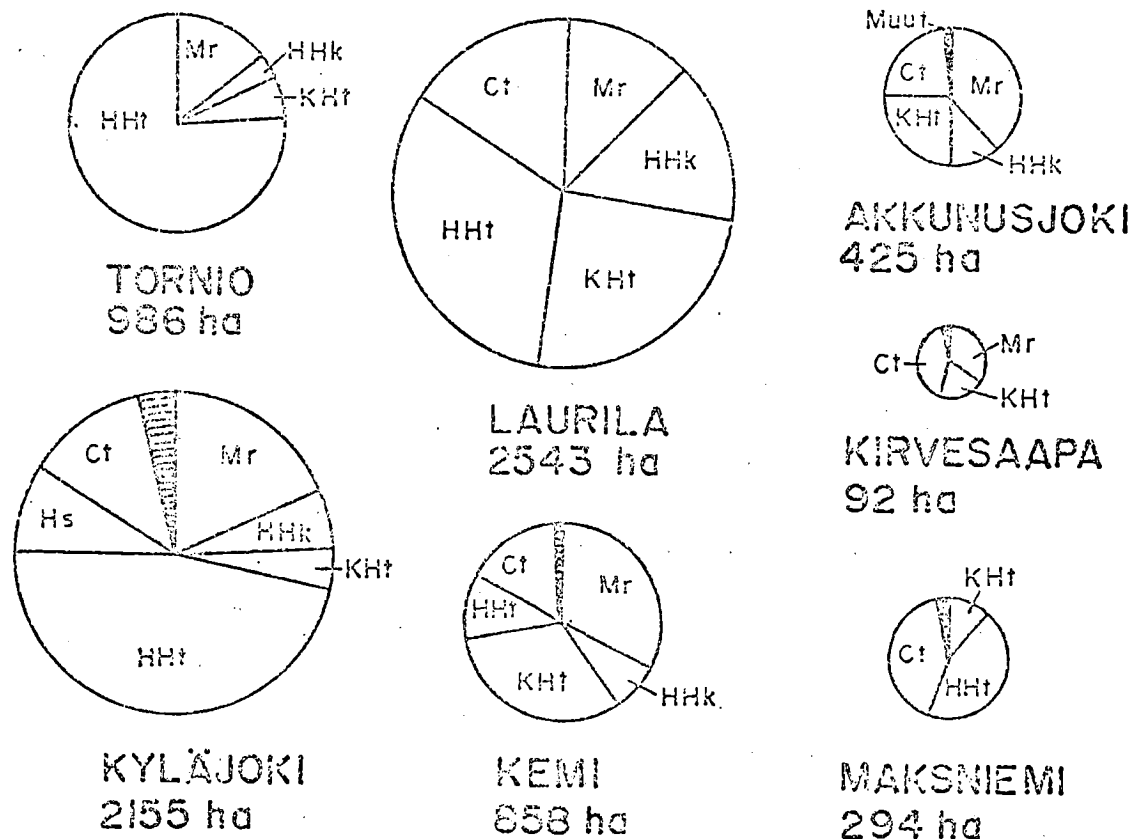 Mr
HHk
KHt
HHt
TORNIO
986 ha
Ct
Mr
HHk
HHt
KHt
LAURILA
2543 ha
Muut
Ct
Mr
KHt
HHk
AKKUNUSJOKI
425 ha
Ct
Mr
KHt
KIRVESAAPA
92 ha
Ct
Mr
Hs
HHk
KHt
HHt
KYLÄJOKI
2155 ha
Ct
Mr
HHt
KHt
HHk
KEMI
858 ha
KHt
Ct
HHt
MAKSNIEMI
294 ha